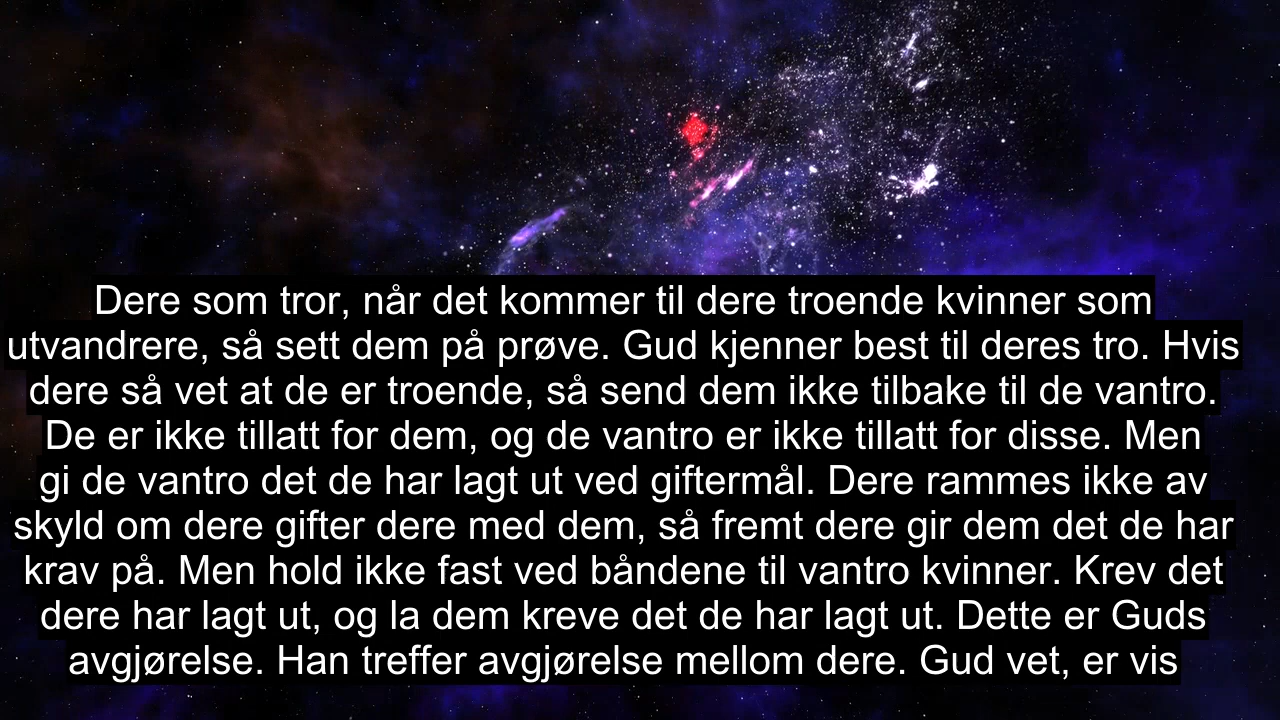 Dere som tror, når det kommer til dere troende kvinner som
utvandrere, så sett dem på prøve. Gud kjenner best til deres tro. Hvis
dere så vet at de er troende, så send dem ikke tilbake til de vantro.
De er ikke tillatt for dem, og de vantro er ikke tillatt for disse. Men
gi de vantro det de har lagt ut ved giftermål. Dere rammes ikke av
skyld om dere gifter dere med dem, så fremt dere gir dem det de har
krav på. Men hold ikke fast ved båndene til vantro kvinner. Krev det
dere har lagt ut, og la dem kreve det de har lagt ut. Dette er Guds
avgjørelse. Han treffer avgjørelse mellom dere. Gud vet, er vis